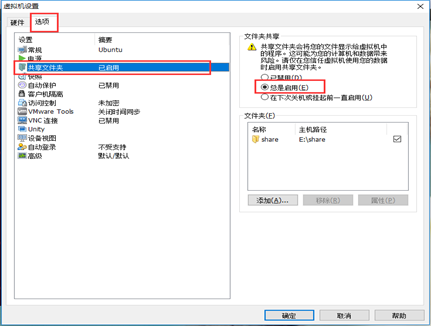 虚拟机设置
硬件 选项
设置 摘要
常规 Ubuntu
电源
共享文件夹 已启用
快照
自动保护 已禁用
客户机隔离
访问控制 未加密
VMware Tools 关闭时间同步
VNC 连接 已禁用
Unity
设备视图
自动登录 不受支持
高级 默认/默认
文件夹共享
共享文件夹会将您的文件显示给虚拟机中
的程序。这可能为您的计算机和数据带来
风险。请仅在您信任虚拟机使用您的数据
时启用共享文件夹。
已禁用(D)
总是启用(E)
在下次关机或挂起前一直启用(U)
文件夹(F)
名称 主机路径
share E:\share
添加(A)... 移除(R) 属性(P)
确定 取消 帮助